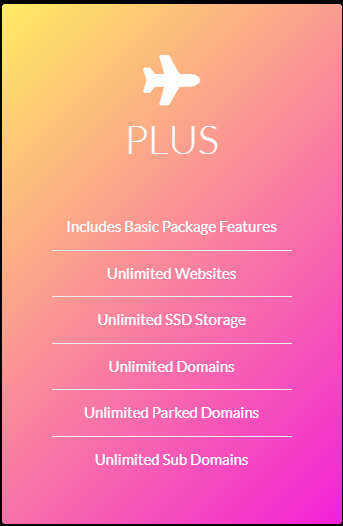 PLUS
Includes Basic Package Features
Unlimited Websites
Unlimited SSD Storage
Unlimited Domains
Unlimited Parked Domains
Unlimited Sub Domains